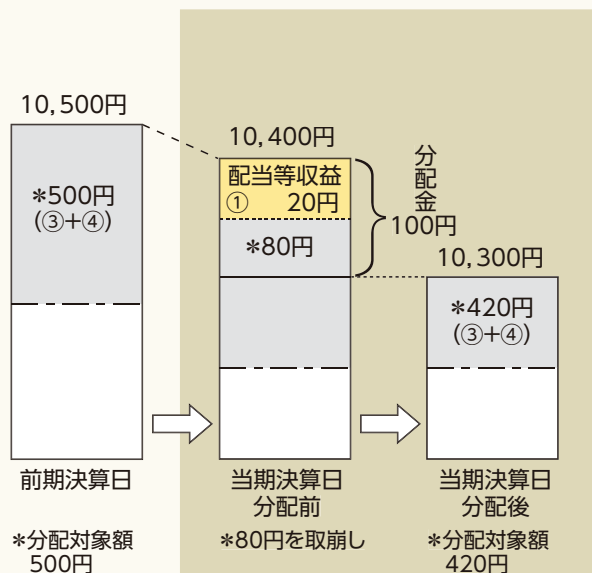 10,500円
*500円
(③+④)
前期決算日
*分配対象額
500円
10,400円
配当等収益
① 20円
*80円
分配金
100円
当期決算日
分配前
*80円を取崩し
10,300円
*420円
(③+④)
当期決算日
分配後
*分配対象額
420円